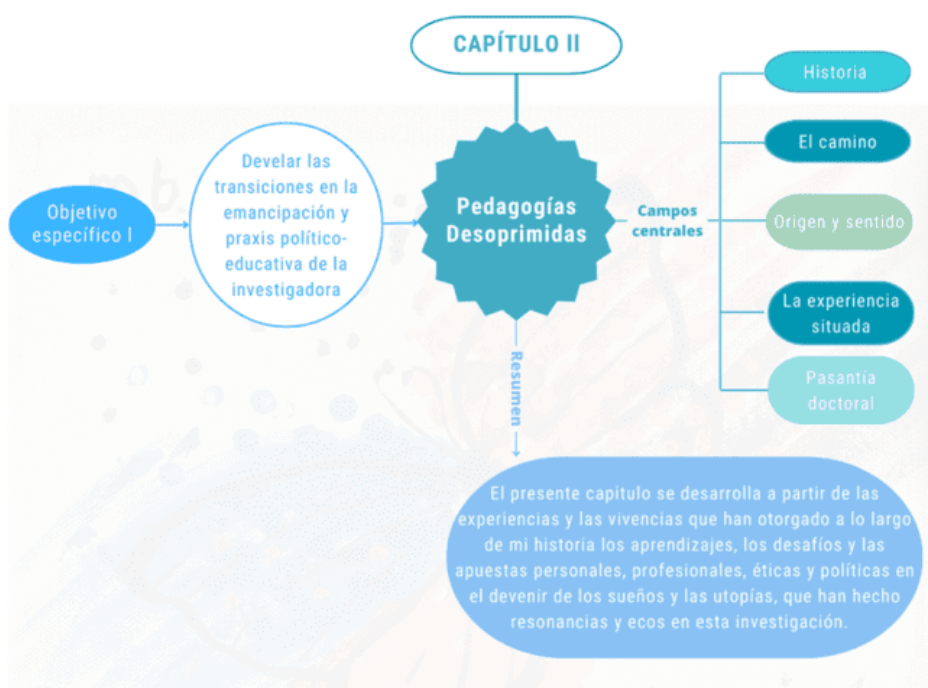 CAPÍTULO II
Objetivo
específico I
Develar las
transiciones en la
emancipación y
praxis político-
educativa de la
investigadora
Pedagogías
Desoprimidas
Campos
centrales
Historia
El camino
Origen y sentido
La experiencia
situada
Pasantía
doctoral
Resumen
El presente capitulo se desarrolla a partir de las
experiencias y las vivencias que han otorgado a lo largo
de mi historia los aprendizajes, los desafíos y las
apuestas personales, profesionales, éticas y políticas en
el devenir de los sueños y las utopías, que han hecho
resonancias y ecos en esta investigación.